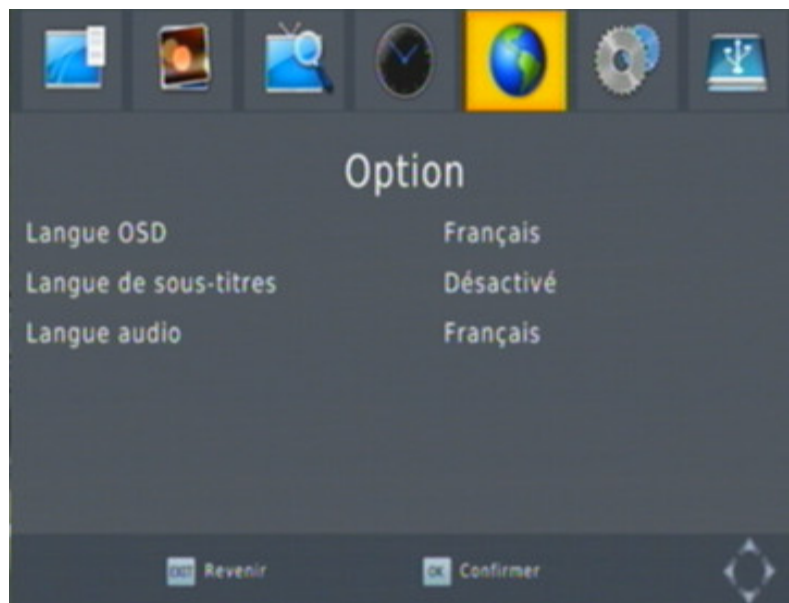 Option
Langue OSD Français
Langue de sous-titres Désactivé
Langue audio Français
EXIT Revenir OK Confirmer